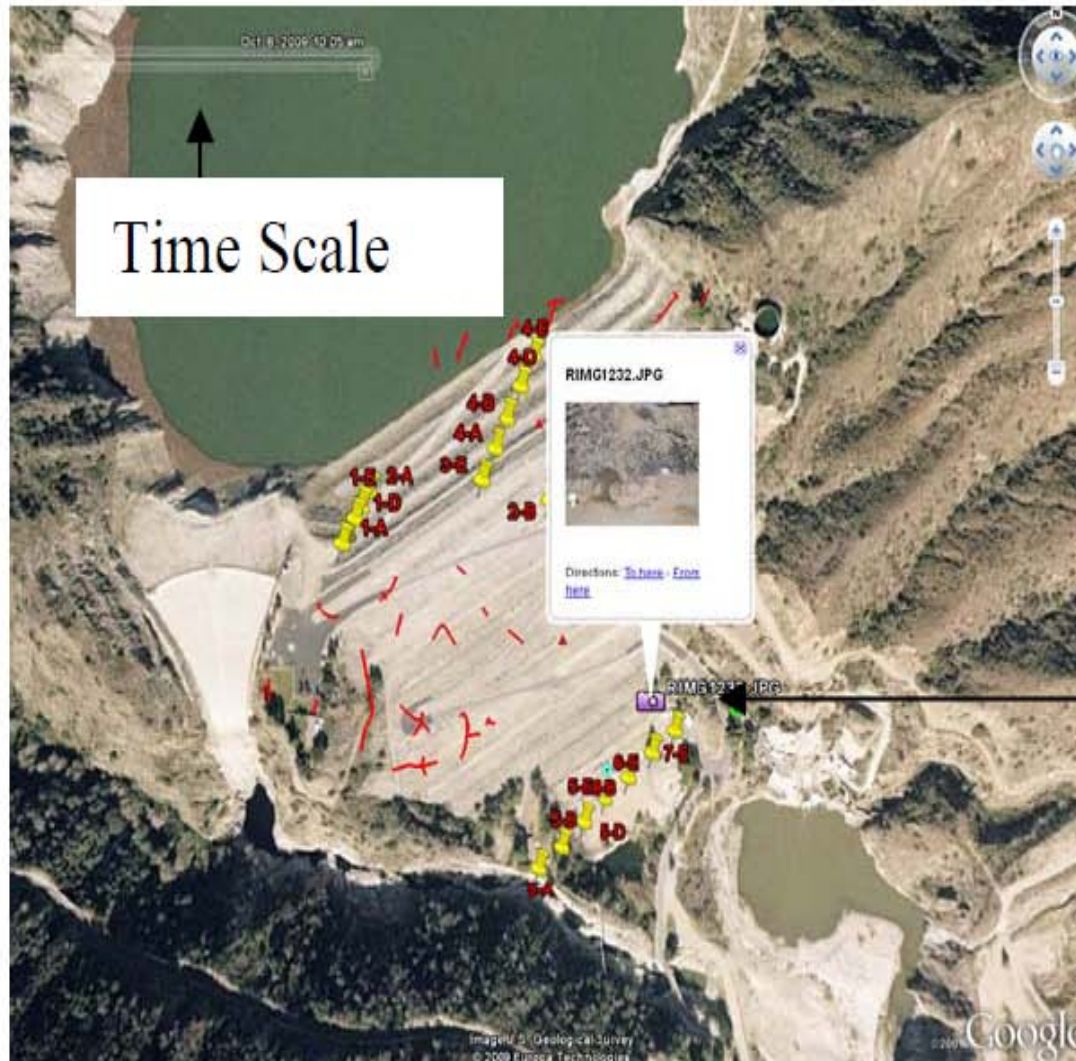 N
Oct 8, 2009 10:05 am
Time Scale
4-E
4-D
4-B
4-A
3-E
1-E 2-A
1-D
1-A
2-B
RIMG1232.JPG
Directions: To here - From
here
7-E
6-E
5-E
5-D
5-A
Image U.S. Geological Survey
© 2009 Europa Technologies
Google